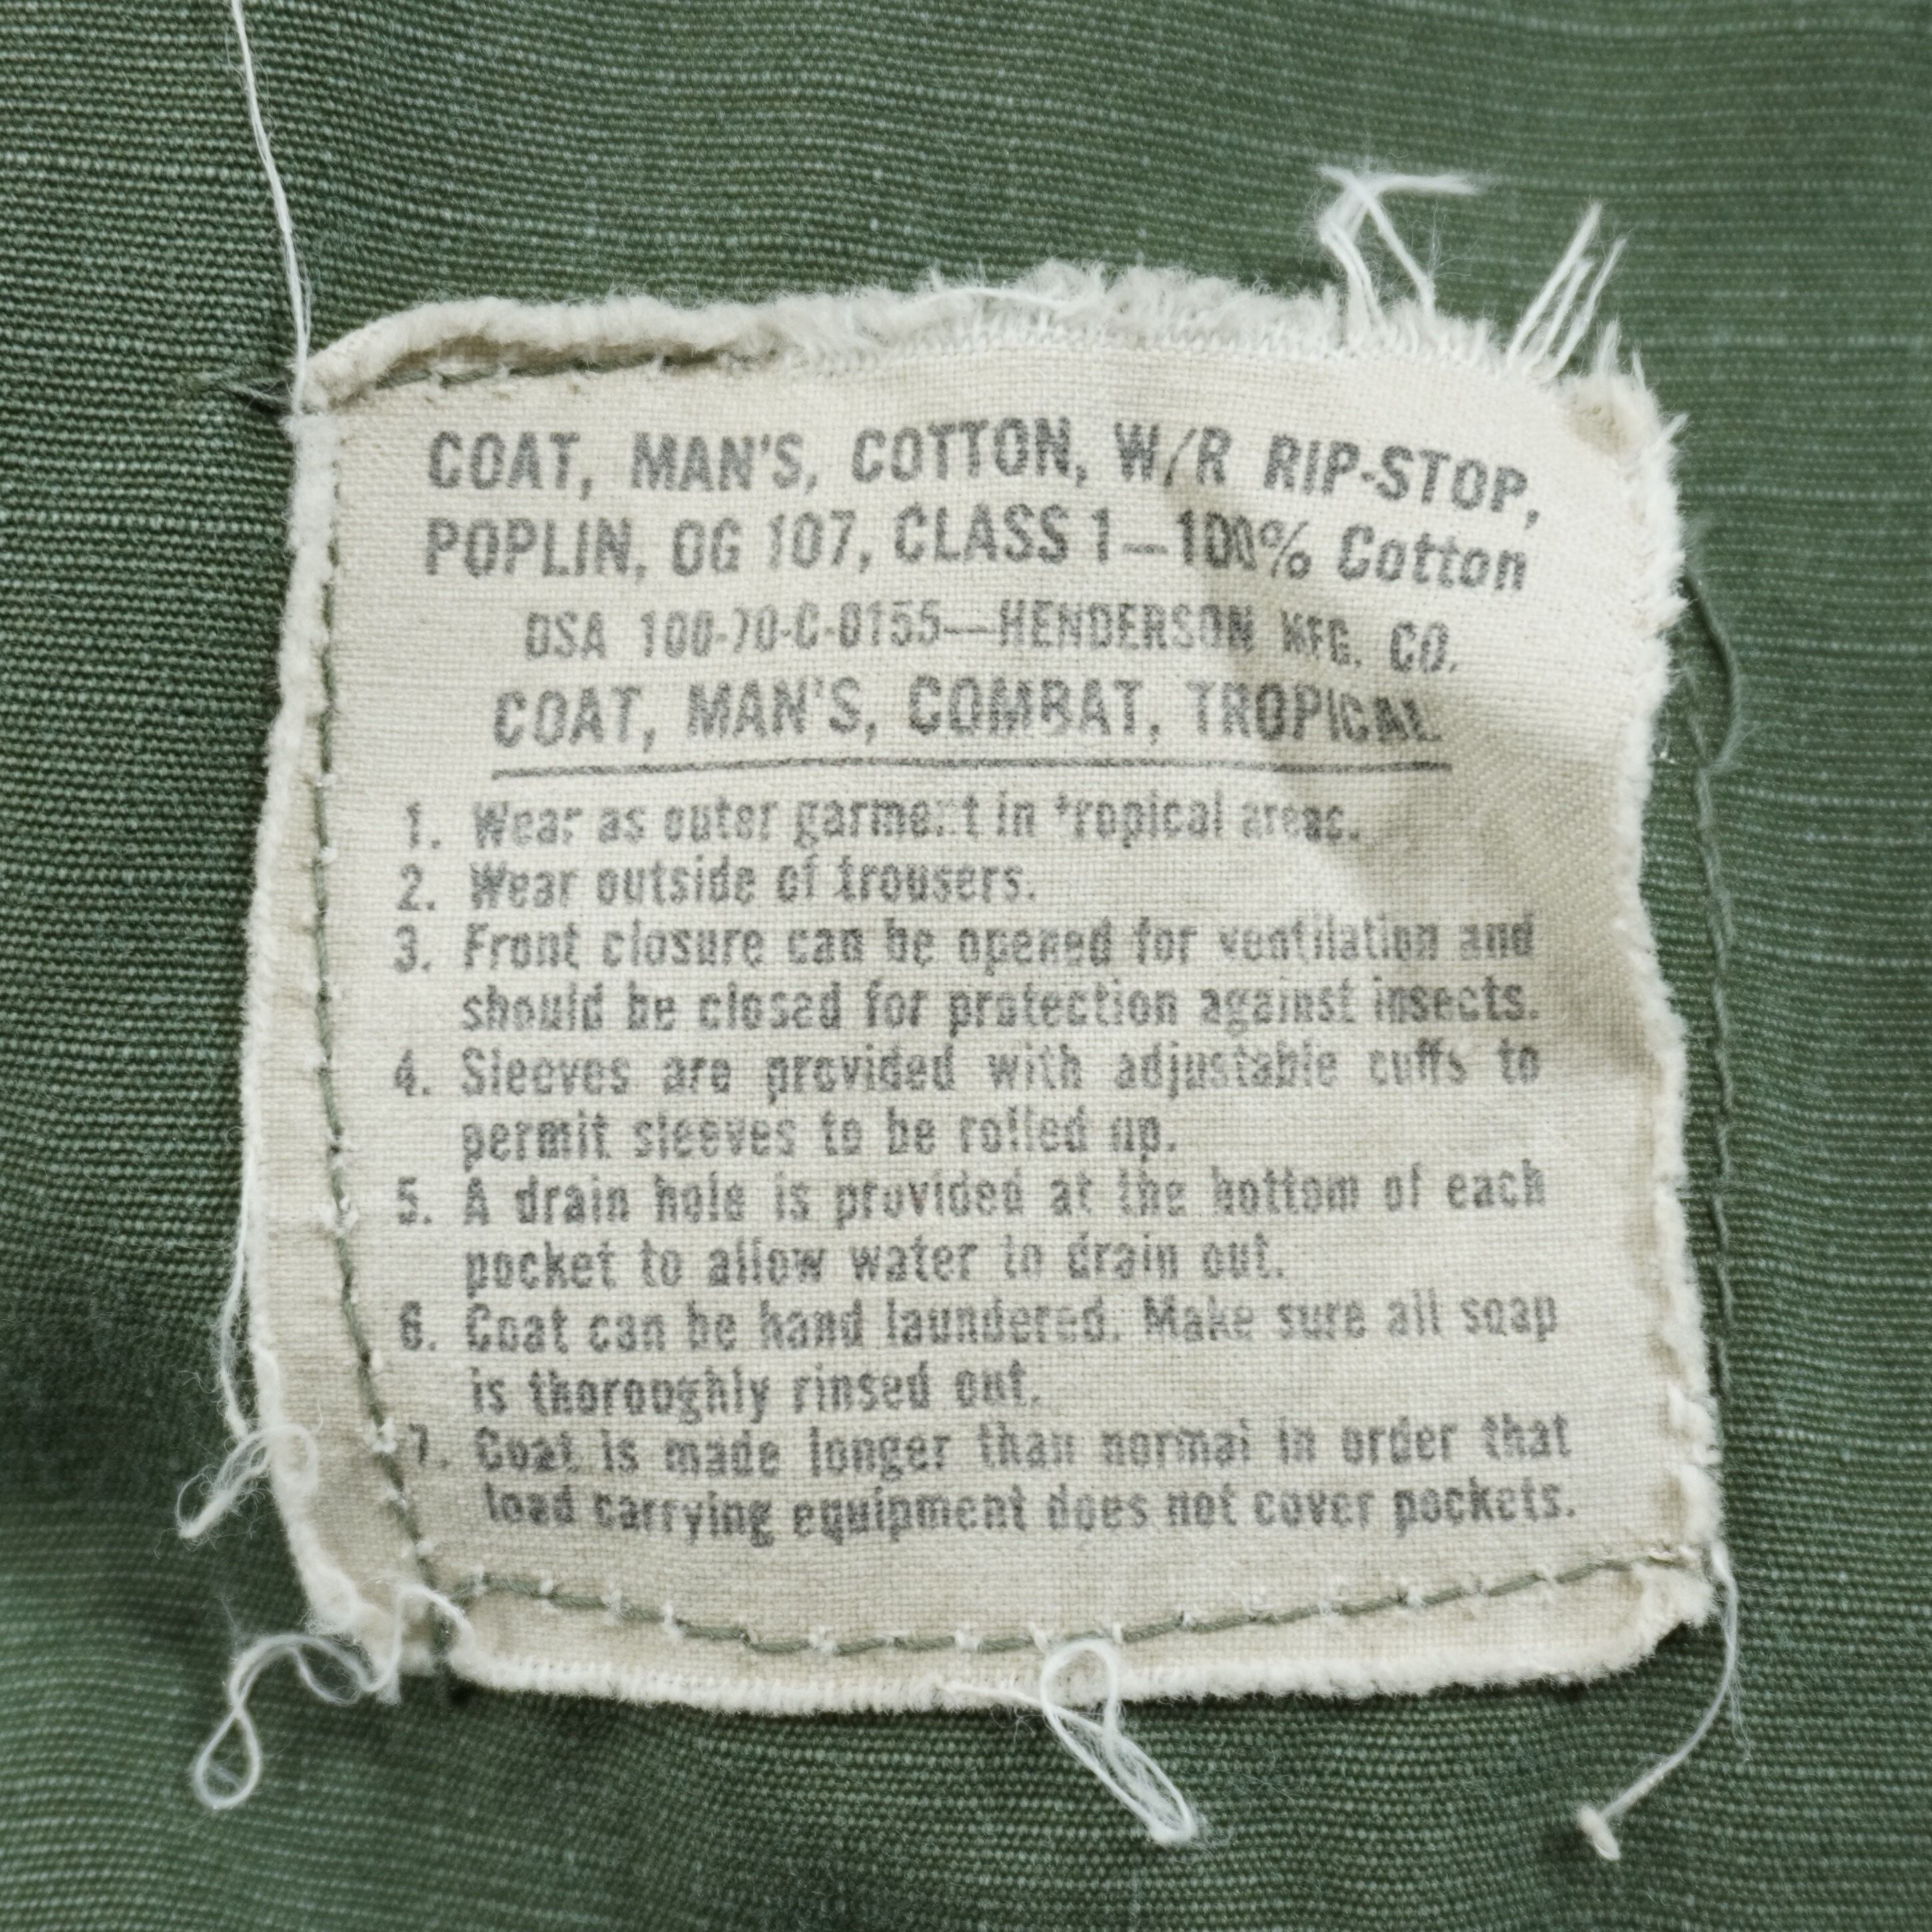 COAT, MAN'S, COTTON, W/R RIP-STOP,
POPLIN, OG 107, CLASS 1—100% Cotton
DSA 100-70-C-0155—HENDERSON MFG. CO.
COAT, MAN'S, COMBAT, TROPICAL
1. Wear as outer garment in tropical areas.
2. Wear outside of trousers.
3. Front closure can be opened for ventilation and
should be closed for protection against insects.
4. Sleeves are provided with adjustable cuffs to
permit sleeves to be rolled up.
5. A drain hole is provided at the bottom of each
pocket to allow water to drain out.
6. Coat can be hand laundered. Make sure all soap
is thoroughly rinsed out.
7. Coat is made longer than normal in order that
load carrying equipment does not cover pockets.